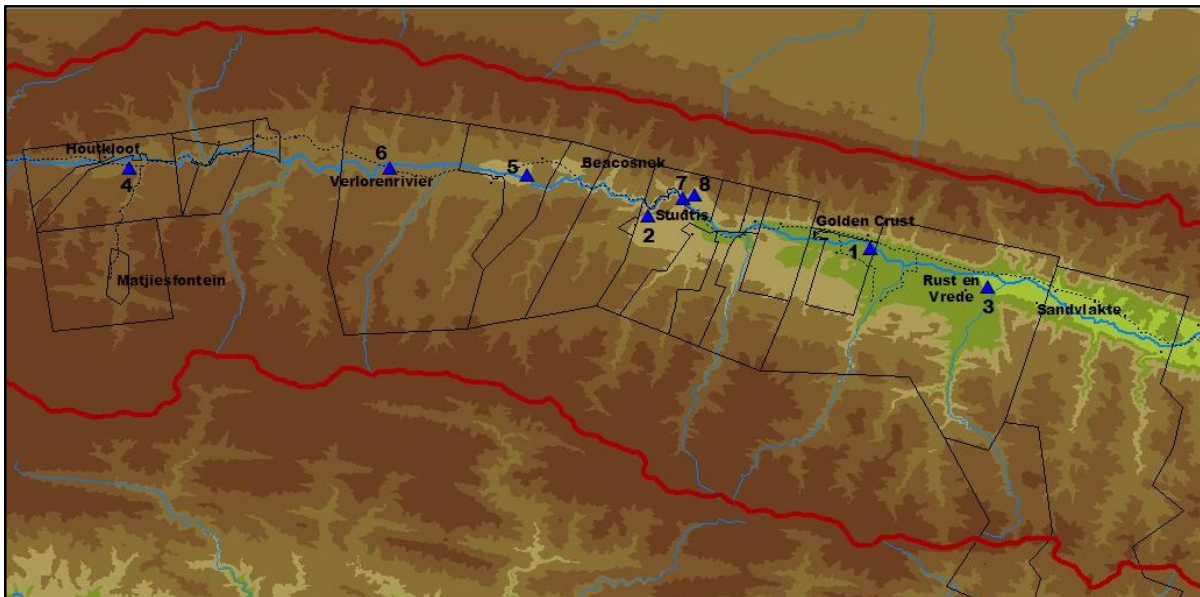 Houtkloof
4
Matjiesfontein
6
Verlorenrivier
5
Beacosnek
7 8
Studtis
2
Golden Crust
1
Rust en
Vrede
3
Sandvlakte